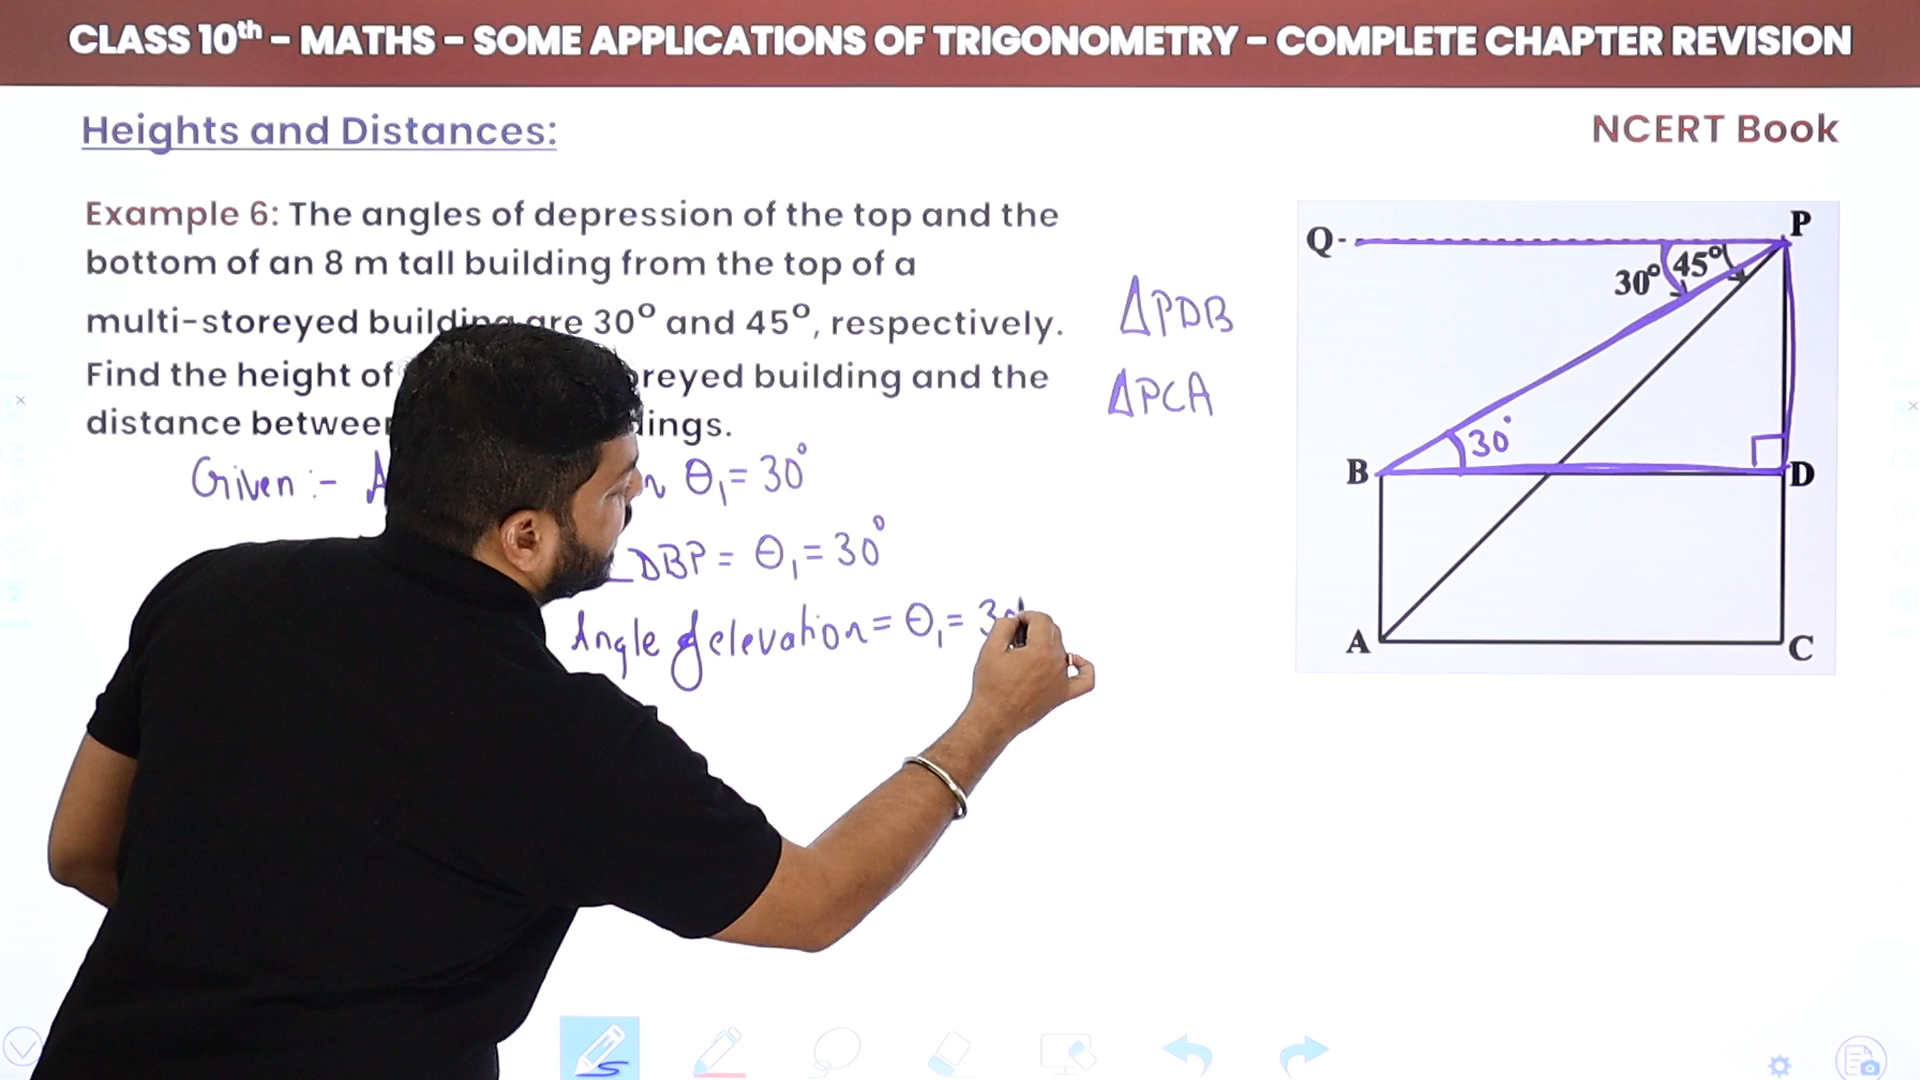 CLASS 10th - MATHS - SOME APPLICATIONS OF TRIGONOMETRY - COMPLETE CHAPTER REVISION
Heights and Distances:
NCERT Book
Example 6: The angles of depression of the top and the
bottom of an 8 m tall building from the top of a
multi-storeyed building are 30° and 45°, respectively.
Find the height of reyed building and the
distance between ings.
Given :- θ₁ = 30°
∠DBP = θ₁ = 30°
Angle of elevation = θ₁ = 3
ΔPDB
ΔPCA
Q P
30° 45°
B 30° D
A C